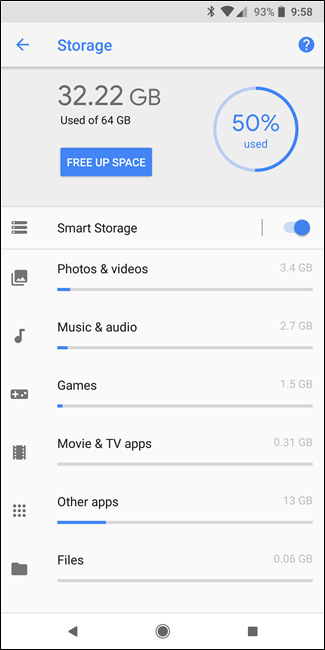 93% 9:58
Storage ?
32.22 GB
Used of 64 GB
50%
used
FREE UP SPACE
Smart Storage
Photos & videos 3.4 GB
Music & audio 2.7 GB
Games 1.5 GB
Movie & TV apps 0.31 GB
Other apps 13 GB
Files 0.06 GB